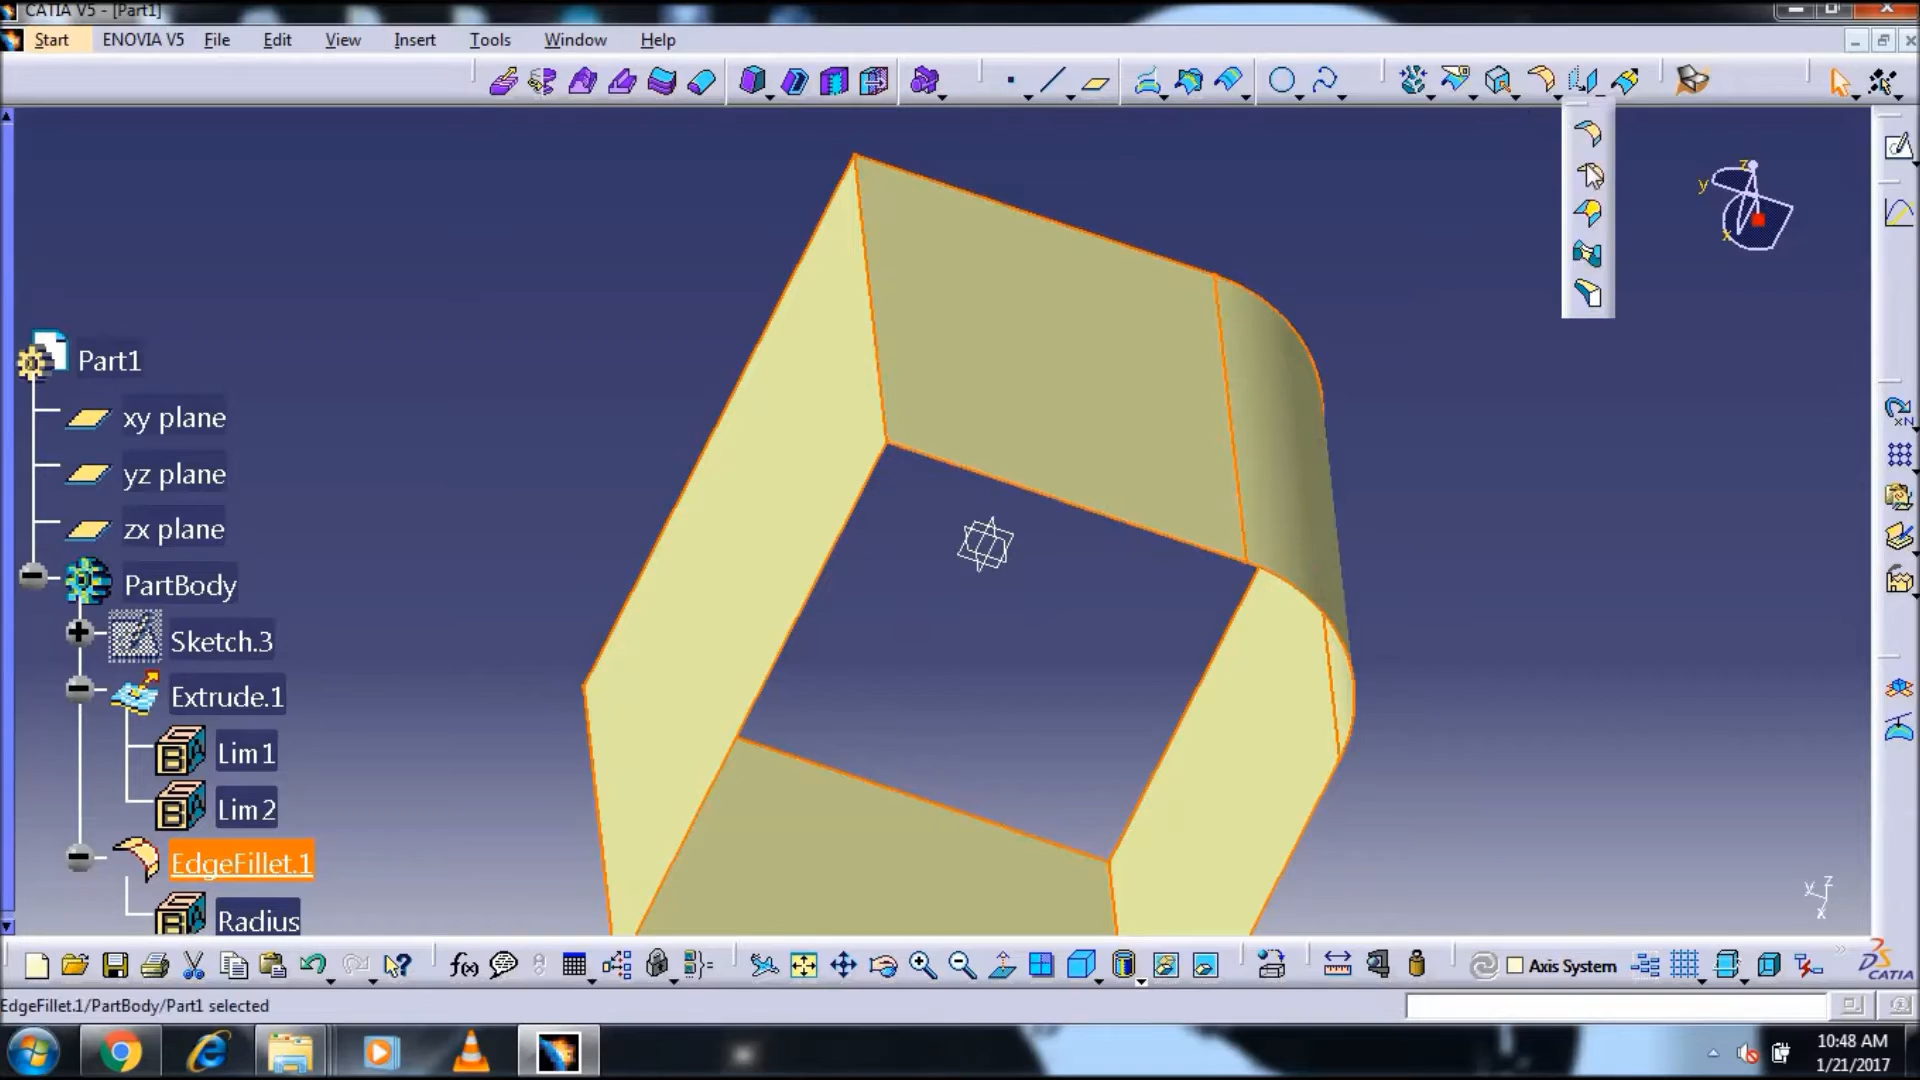 CATIA V5 - [Part1]
Start ENOVIA V5 File Edit View Insert Tools Window Help
z
y
x
Part1
xy plane
yz plane
zx plane
PartBody
Sketch.3
Extrude.1
Lim1
Lim2
EdgeFillet.1
Radius
xN
y z
x
f(x)
Axis System
CATIA
EdgeFillet.1/PartBody/Part1 selected
10:48 AM
1/21/2017